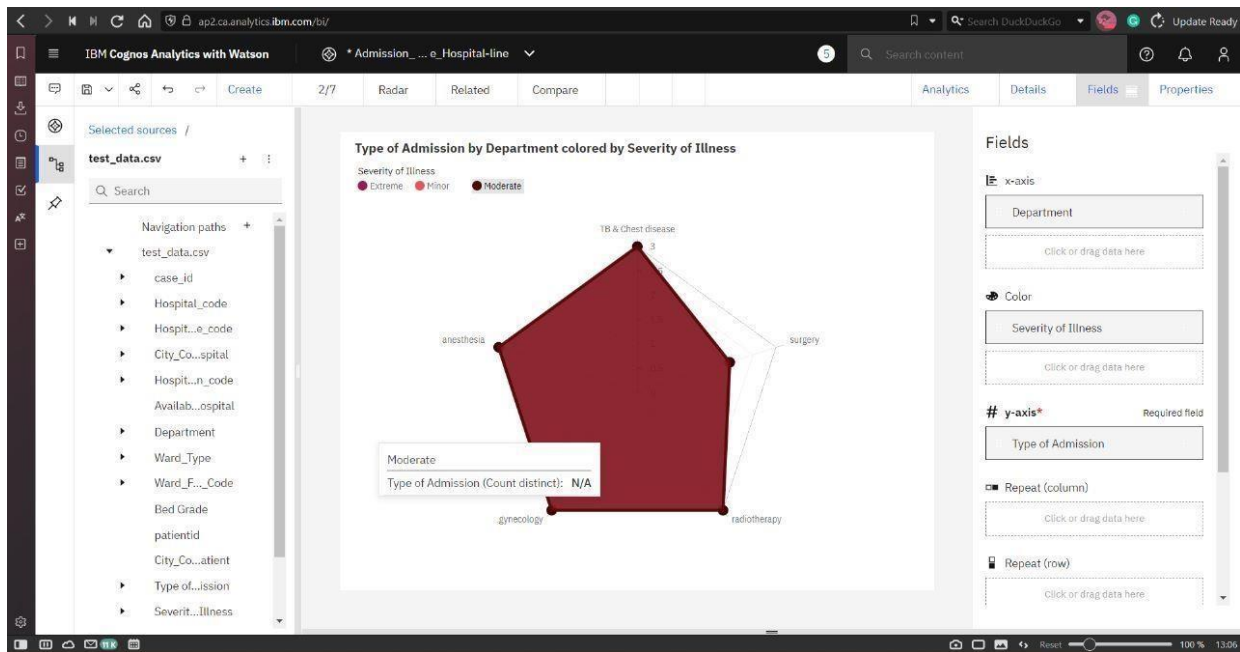 ap2.ca.analytics.ibm.com/bi/
Search DuckDuckGo
Update Ready
IBM Cognos Analytics with Watson
* Admission_ ... e_Hospital-line
5
Search content
Create
2/7
Radar
Related
Compare
Analytics
Details
Fields
Properties
Selected sources /
test_data.csv
Search
Navigation paths
test_data.csv
case_id
Hospital_code
Hospit...e_code
City_Co...spital
Hospit...n_code
Availab...ospital
Department
Ward_Type
Ward_F..._Code
Bed Grade
patientid
City_Co...atient
Type of...ission
Severit...Illness
Type of Admission by Department colored by Severity of Illness
Severity of Illness
Extreme Minor Moderate
TB & Chest disease
3
anesthesia
surgery
Moderate
Type of Admission (Count distinct): N/A
gynecology
radiotherapy
Fields
x-axis
Department
Click or drag data here
Color
Severity of Illness
Click or drag data here
# y-axis*
Required field
Type of Admission
Repeat (column)
Click or drag data here
Repeat (row)
Click or drag data here
11 K
Reset
100 %
13:06